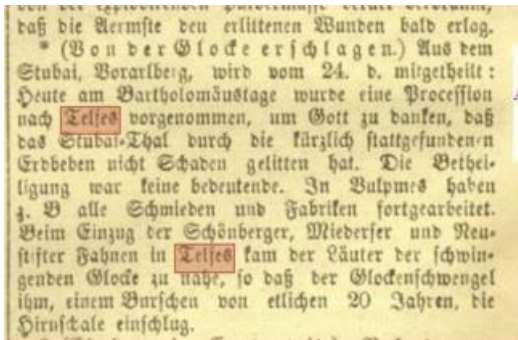 daß die Aermste den erlittenen Wunden bald erlag.
* (Von der Glocke erschlagen.) Aus dem
Stubai, Vorarlberg, wird vom 24. d. mitgetheilt:
Heute am Bartholomäustage wurde eine Procession
nach Telfes vorgenommen, um Gott zu danken, daß
das Stubai-Thal durch die kürzlich stattgefundenen
Erdbeben nicht Schaden gelitten hat. Die Bethei-
ligung war keine bedeutende. In Vulpmes haben
z. B alle Schmieden und Fabriken fortgearbeitet.
Beim Einzug der Schönberger, Miederser und Neu-
stifter Fahnen in Telfes kam der Läuter der schwin-
genden Glocke zu nahe, so daß der Glockenschwengel
ihm, einem Burschen von etlichen 20 Jahren, die
Hirnschale einschlug.